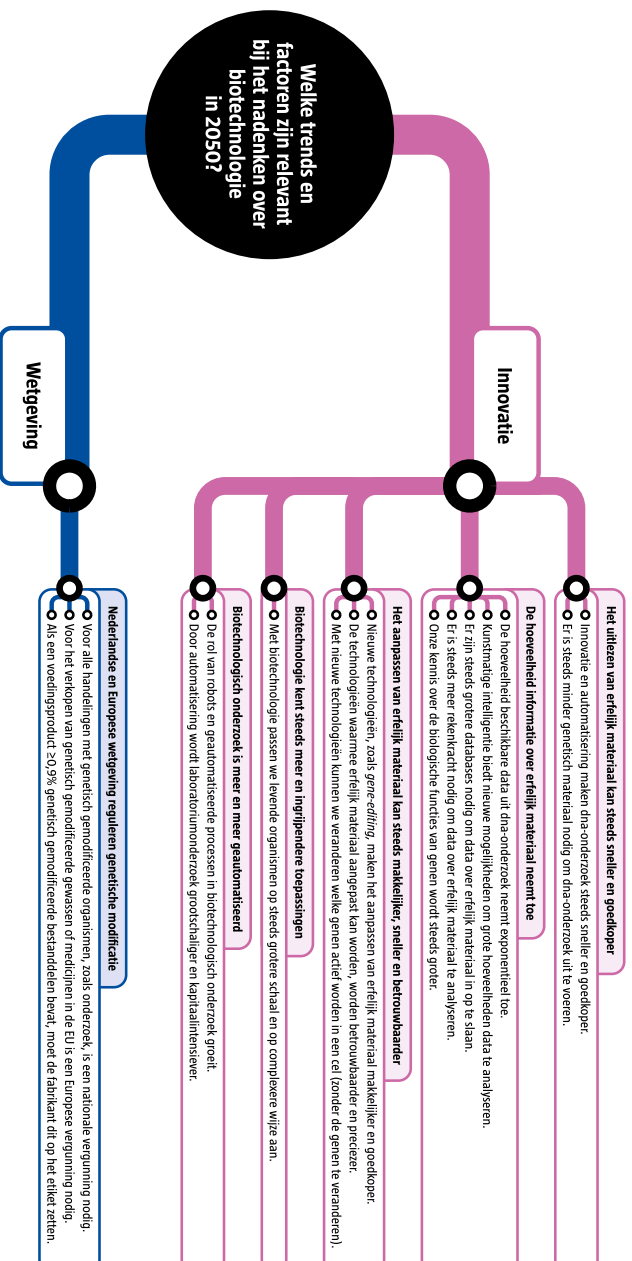 Welke trends en
factoren zijn relevant
bij het nadenken over
biotechnologie
in 2050?
Innovatie
Het uitlezen van erfelijk materiaal kan steeds sneller en goedkoper
Innovatie en automatisering maken dna-onderzoek steeds sneller en goedkoper.
Er is steeds minder genetisch materiaal nodig om dna-onderzoek uit te voeren.
De hoeveelheid informatie over erfelijk materiaal neemt toe
De hoeveelheid beschikbare data uit dna-onderzoek neemt exponentieel toe.
Kunstmatige intelligentie biedt nieuwe mogelijkheden om grote hoeveelheden data te analyseren.
Er zijn steeds grotere databases nodig om data over erfelijk materiaal in op te slaan.
Er is steeds meer rekenkracht nodig om data over erfelijk materiaal te analyseren.
Onze kennis over de biologische functies van genen wordt steeds groter.
Het aanpassen van erfelijk materiaal kan steeds makkelijker, sneller en betrouwbaarder
Nieuwe technologieën, zoals gene-editing, maken het aanpassen van erfelijk materiaal makkelijker en goedkoper.
De technologieën waarmee erfelijk materiaal aangepast kan worden, worden betrouwbaarder en preciezer.
Met nieuwe technologieën kunnen we veranderen welke genen actief worden in een cel (zonder de genen te veranderen).
Biotechnologie kent steeds meer en ingrijpendere toepassingen
Met biotechnologie passen we levende organismen op steeds grotere schaal en op complexere wijze aan.
Biotechnologisch onderzoek is meer en meer geautomatiseerd
De rol van robots en geautomatiseerde processen in biotechnologisch onderzoek groeit.
Door automatisering wordt laboratoriumonderzoek grootschaliger en kapitaalintensiever.
Wetgeving
Nederlandse en Europese wetgeving reguleren genetische modificatie
Voor alle handelingen met genetisch gemodificeerde organismen, zoals onderzoek, is een nationale vergunning nodig.
Voor het verkopen van genetisch gemodificeerde gewassen of medicijnen in de EU is een Europese vergunning nodig.
Als een voedingsproduct ≥0,9% genetisch gemodificeerde bestanddelen bevat, moet de fabrikant dit op het etiket zetten.